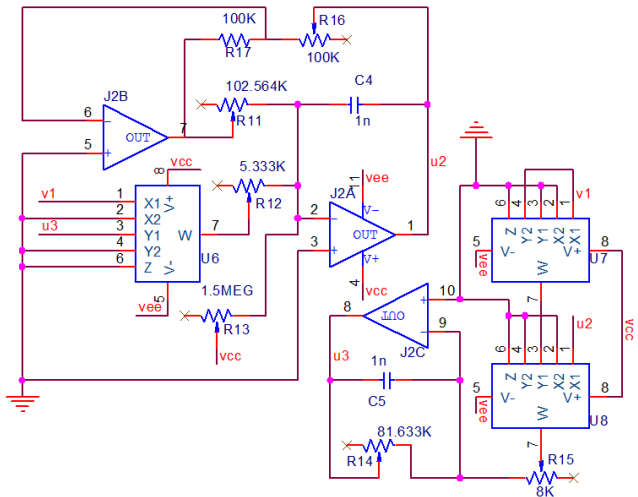 100K
R16
R17
100K
102.564K
C4
J2B
R11
1n
6
7
OUT
5
vcc
8
5.333K
vee
11
u2
v1
1
X1
V+
2
X2
u3
3
Y1
W
7
R12
4
Y2
6
Z
V-
U6
5
vee
J2A
2
V-
OUT
1
3
V+
4
vcc
1.5MEG
R13
vcc
v1
6
4
3
2
1
Z
Y2
Y1
X2
X1
5
V-
V+
8
vee
W
U7
7
vcc
8
10
OUT
9
J2C
u3
1n
C5
u2
6
4
3
2
1
Z
Y2
Y1
X2
X1
5
V-
V+
8
vee
W
U8
7
81.633K
R14
R15
8K